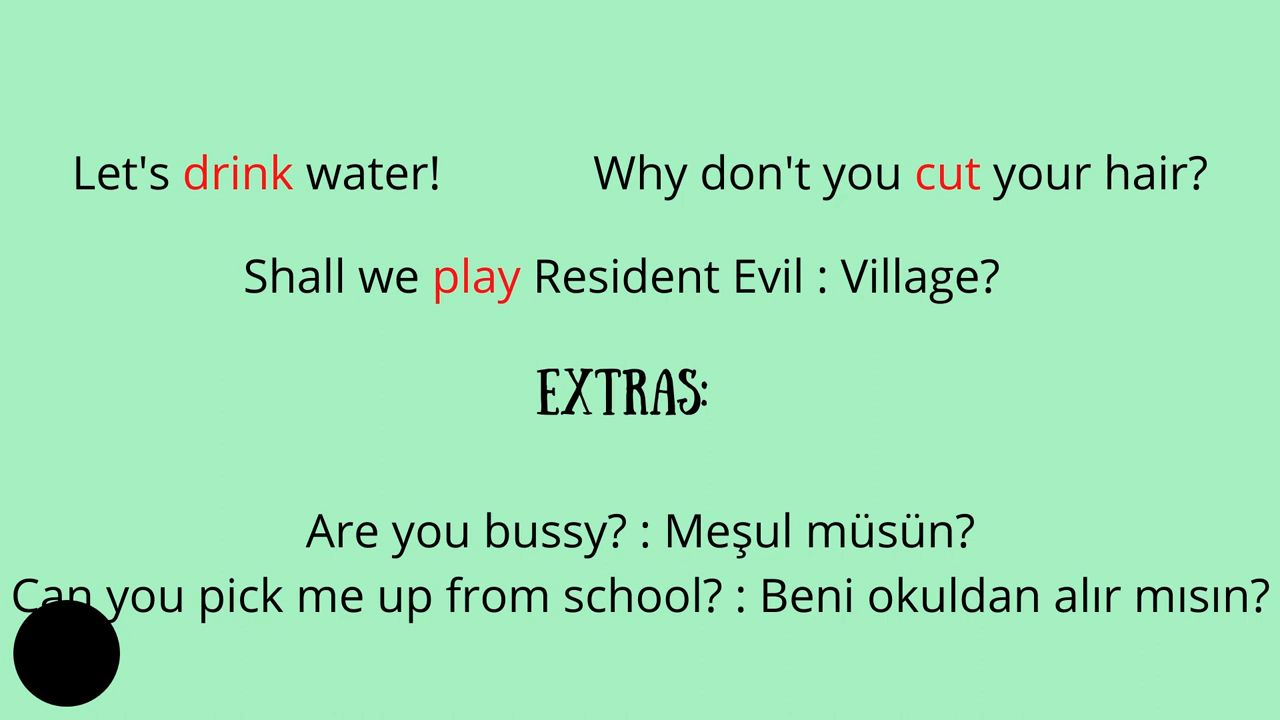 Let's drink water! Why don't you cut your hair?
Shall we play Resident Evil : Village?
EXTRAS:
Are you bussy? : Meşul müsün?
Can you pick me up from school? : Beni okuldan alır mısın?